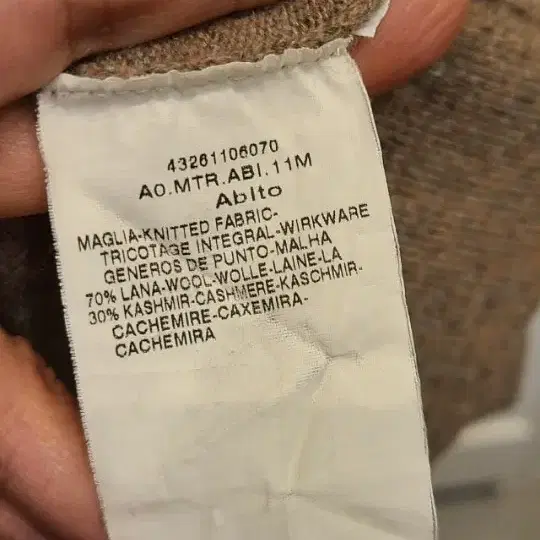 43261106070
A0.MTR.ABI.11M
Abito
MAGLIA-KNITTED FABRIC-
TRICOTAGE INTEGRAL-WIRKWARE
GENEROS DE PUNTO-MALHA
70% LANA-WOOL-WOLLE-LAINE-LA
30% KASHMIR-CASHMERE-KASCHMIR-
CACHEMIRE-CAXEMIRA-
CACHEMIRA